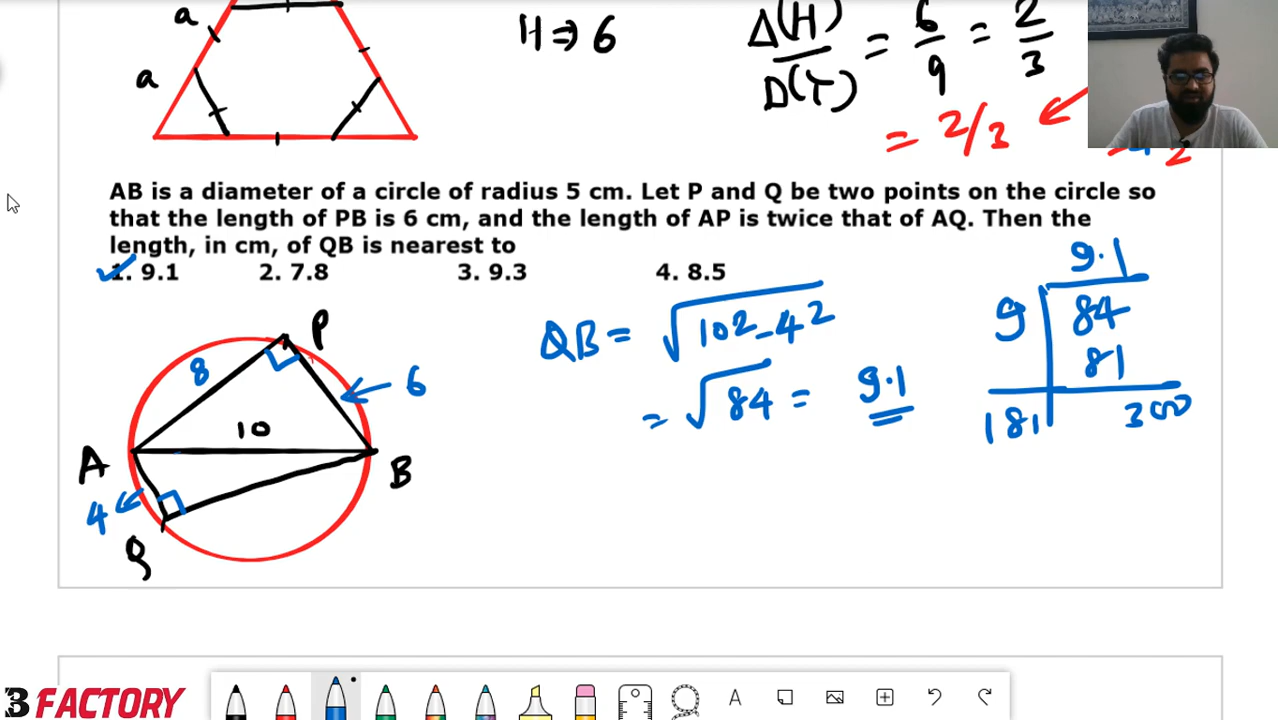 a
H => 6
Δ(H) / D(T) = 6/9 = 2/3
a
= 2/3
AB is a diameter of a circle of radius 5 cm. Let P and Q be two points on the circle so
that the length of PB is 6 cm, and the length of AP is twice that of AQ. Then the
length, in cm, of QB is nearest to
1. 9.1 2. 7.8 3. 9.3 4. 8.5
9.1
9 84
81
181 300
QB = √10²-4²
= √84 = 9.1
P
8
6
10
A
B
4
Q
3 FACTORY
A